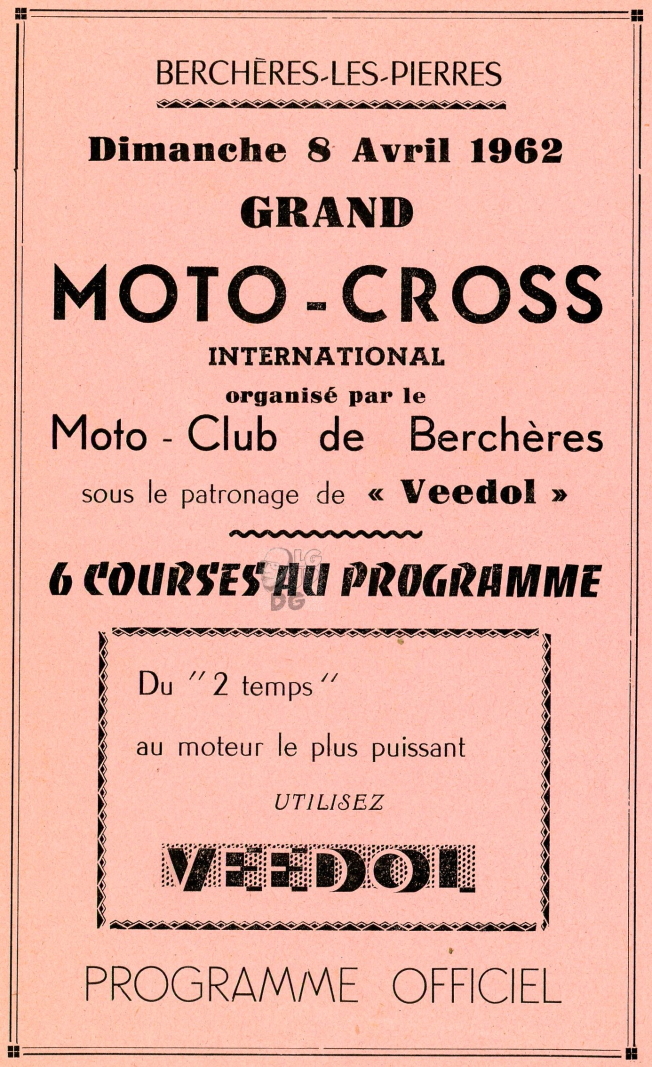 BERCHÈRES-LES-PIERRES
Dimanche 8 Avril 1962
GRAND
MOTO-CROSS
INTERNATIONAL
organisé par le
Moto-Club de Berchères
sous le patronage de « Veedol »
6 COURSES AU PROGRAMME
Du "2 temps"
au moteur le plus puissant
UTILISEZ
VEEDOL
PROGRAMME OFFICIEL